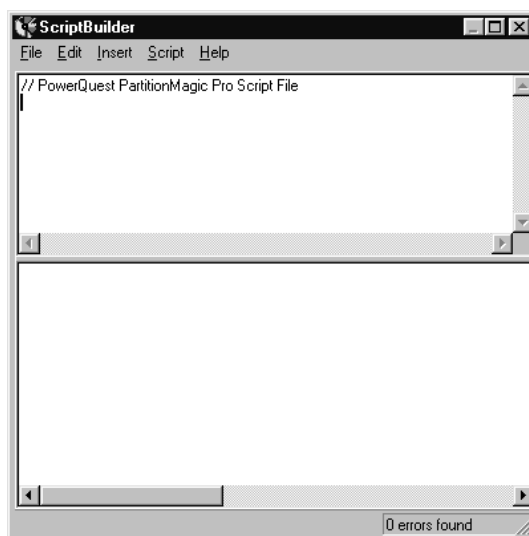 ScriptBuilder
File Edit Insert Script Help
// PowerQuest PartitionMagic Pro Script File
0 errors found